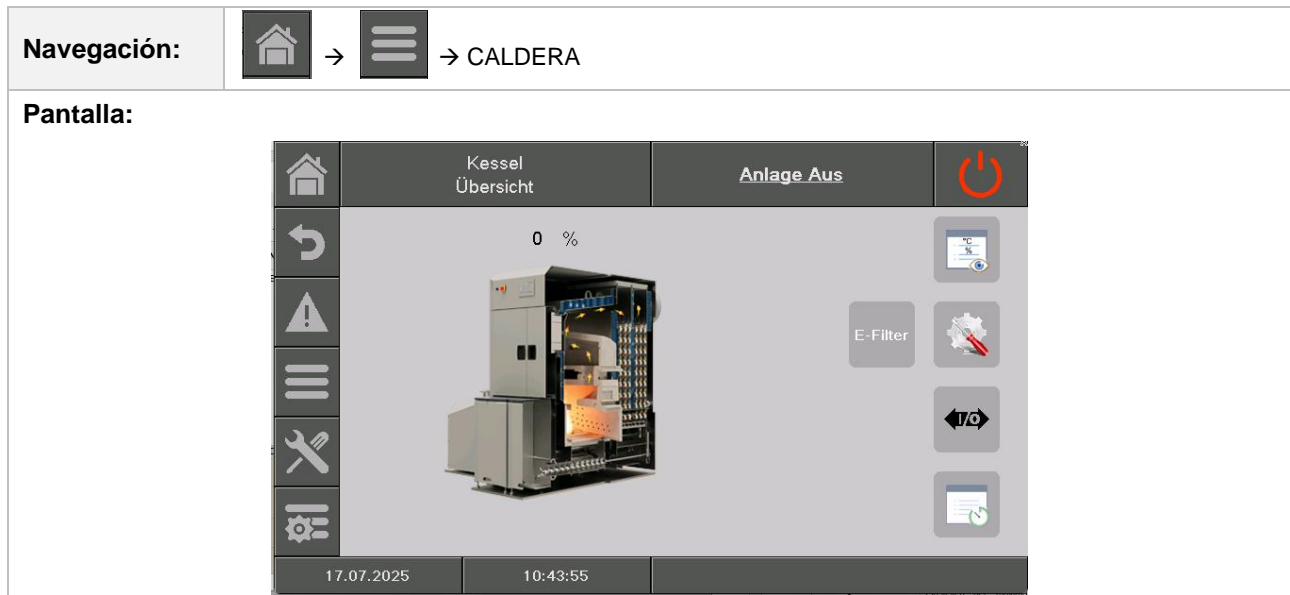 Navegación:
→ → CALDERA
Pantalla:
Kessel
Übersicht
Anlage Aus
0 %
°C
%
E-Filter
I/O
17.07.2025
10:43:55